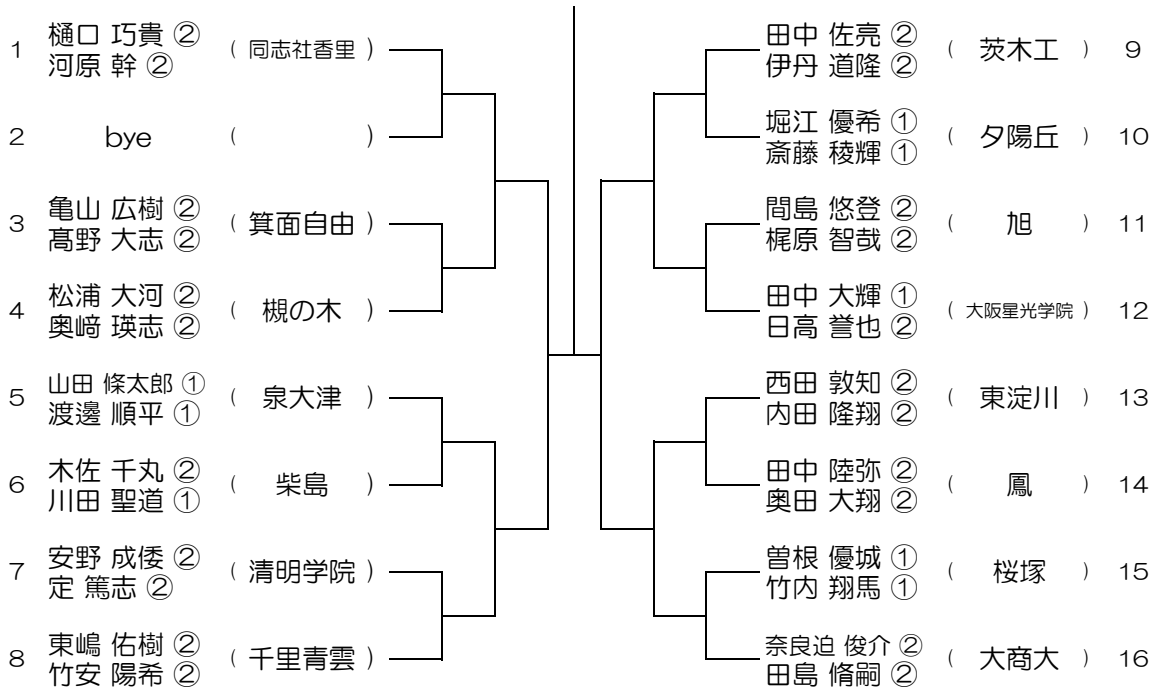 1 樋口 巧貴 ② ( 同志社香里 )
河原 幹 ②
2 bye ( )
3 亀山 広樹 ② ( 箕面自由 )
髙野 大志 ②
4 松浦 大河 ② ( 槻の木 )
奥﨑 瑛志 ②
5 山田 條太郎 ① ( 泉大津 )
渡邊 順平 ①
6 木佐 千丸 ② ( 柴島 )
川田 聖道 ①
7 安野 成倭 ② ( 清明学院 )
定 篤志 ②
8 東嶋 佑樹 ② ( 千里青雲 )
竹安 陽希 ②
田中 佐亮 ② ( 茨木工 ) 9
伊丹 道隆 ②
堀江 優希 ① ( 夕陽丘 ) 10
斎藤 稜輝 ①
間島 悠登 ② ( 旭 ) 11
梶原 智哉 ②
田中 大輝 ① ( 大阪星光学院 ) 12
日高 誉也 ②
西田 敦知 ② ( 東淀川 ) 13
内田 隆翔 ②
田中 陸弥 ② ( 鳳 ) 14
奥田 大翔 ②
曽根 優城 ① ( 桜塚 ) 15
竹内 翔馬 ①
奈良迫 俊介 ② ( 大商大 ) 16
田島 脩嗣 ②